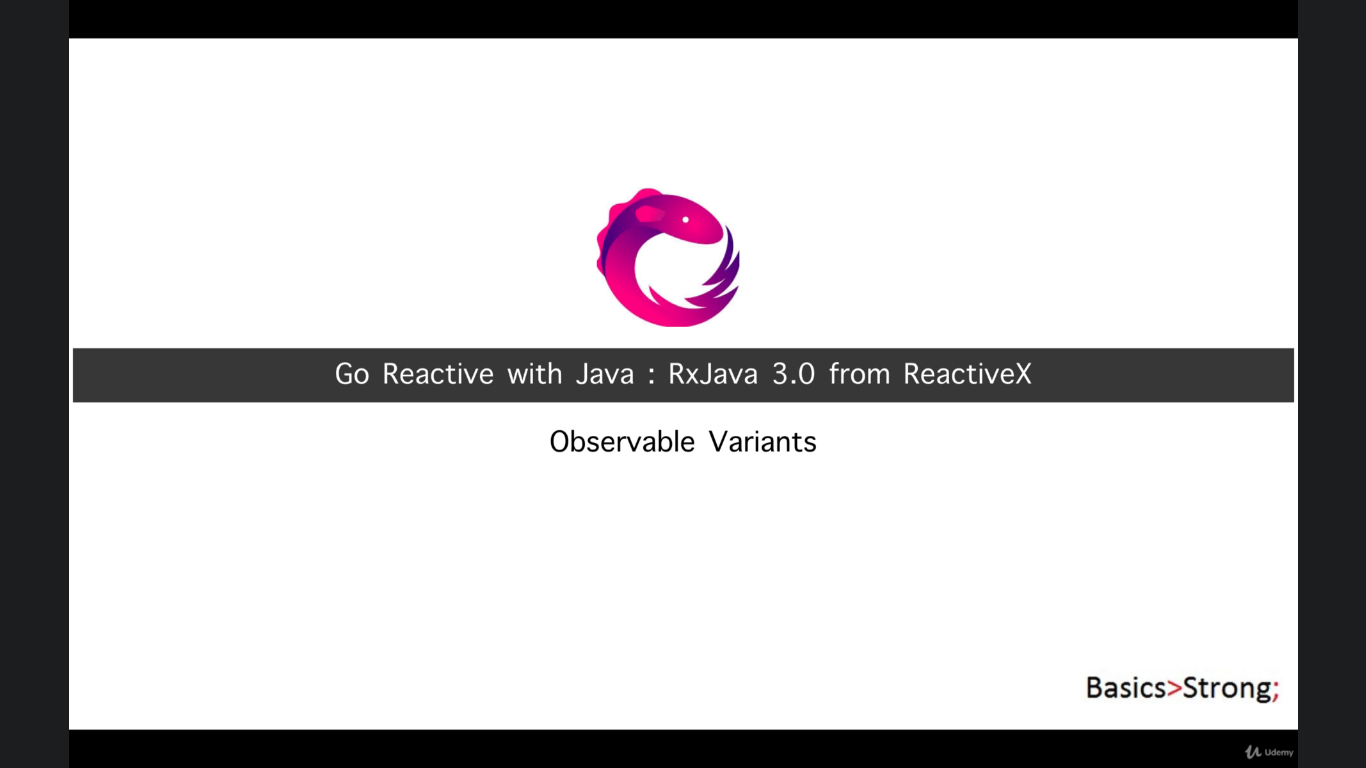 Go Reactive with Java : RxJava 3.0 from ReactiveX
Observable Variants
Basics>Strong;
Udemy